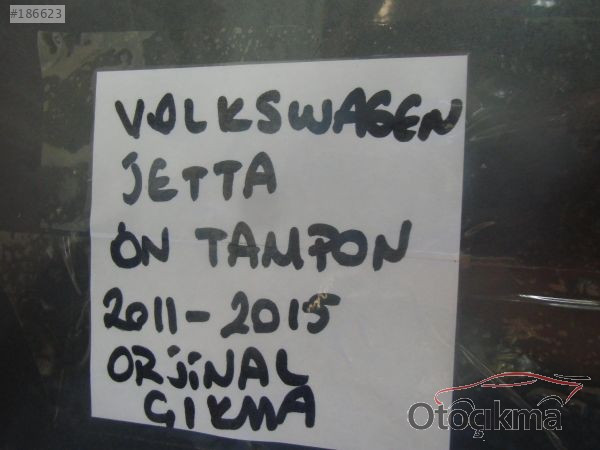 #186623
VOLKSWAGEN
JETTA
ÖN TAMPON
2011-2015
ORJİNAL
ÇIKMA
Otoçıkma